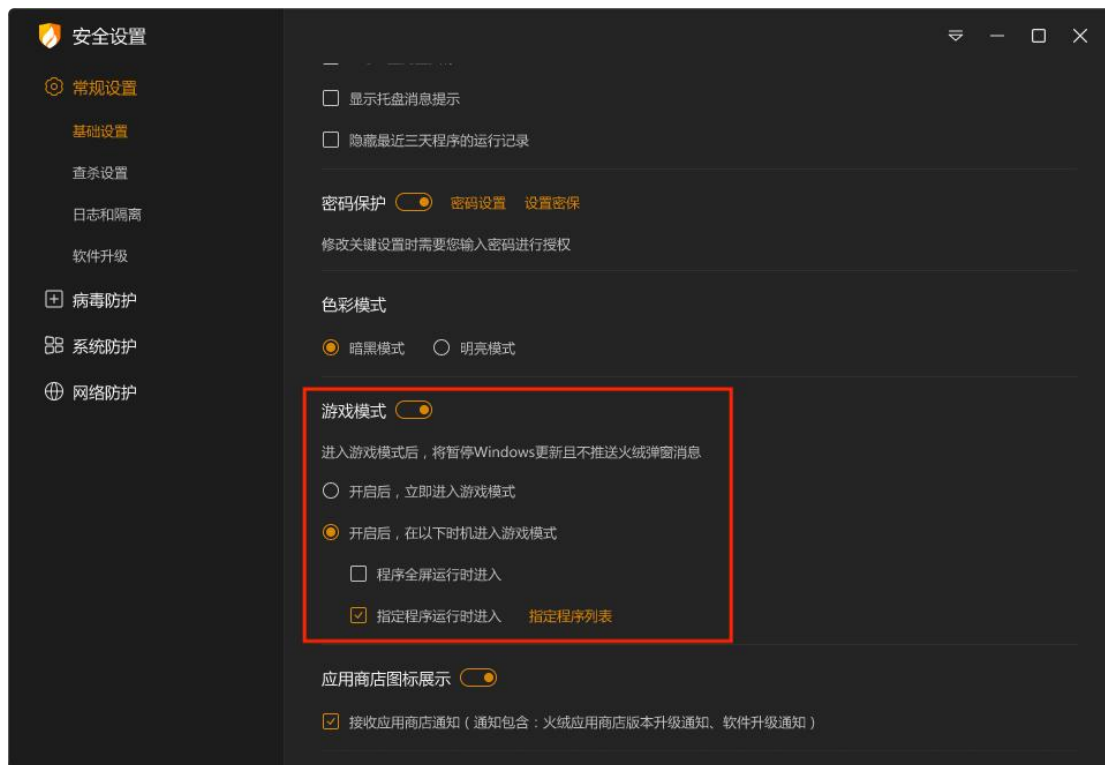 安全设置
常规设置
基础设置
查杀设置
日志和隔离
软件升级
病毒防护
系统防护
网络防护
显示托盘消息提示
隐藏最近三天程序的运行记录
密码保护 密码设置 设置密保
修改关键设置时需要您输入密码进行授权
色彩模式
暗黑模式 明亮模式
游戏模式
进入游戏模式后，将暂停Windows更新且不推送火绒弹窗消息
开启后，立即进入游戏模式
开启后，在以下时机进入游戏模式
程序全屏运行时进入
指定程序运行时进入 指定程序列表
应用商店图标展示
接收应用商店通知（通知包含：火绒应用商店版本升级通知、软件升级通知）